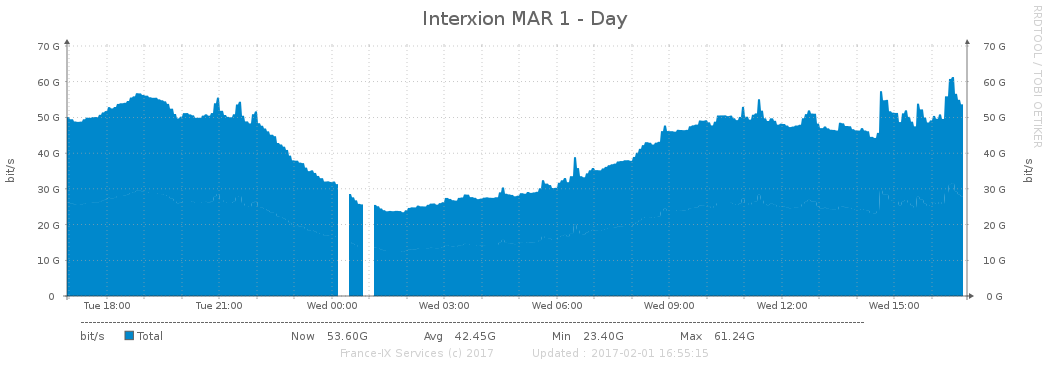 Interxion MAR 1 - Day
RRDTOOL / TOBI OETIKER
bit/s
70 G 70 G
60 G 60 G
50 G 50 G
40 G 40 G
30 G 30 G
20 G 20 G
10 G 10 G
0 0 G
bit/s
Tue 18:00 Tue 21:00 Wed 00:00 Wed 03:00 Wed 06:00 Wed 09:00 Wed 12:00 Wed 15:00
bit/s Total Now 53.60G Avg 42.45G Min 23.40G Max 61.24G
France-IX Services (c) 2017 Updated : 2017-02-01 16:55:15